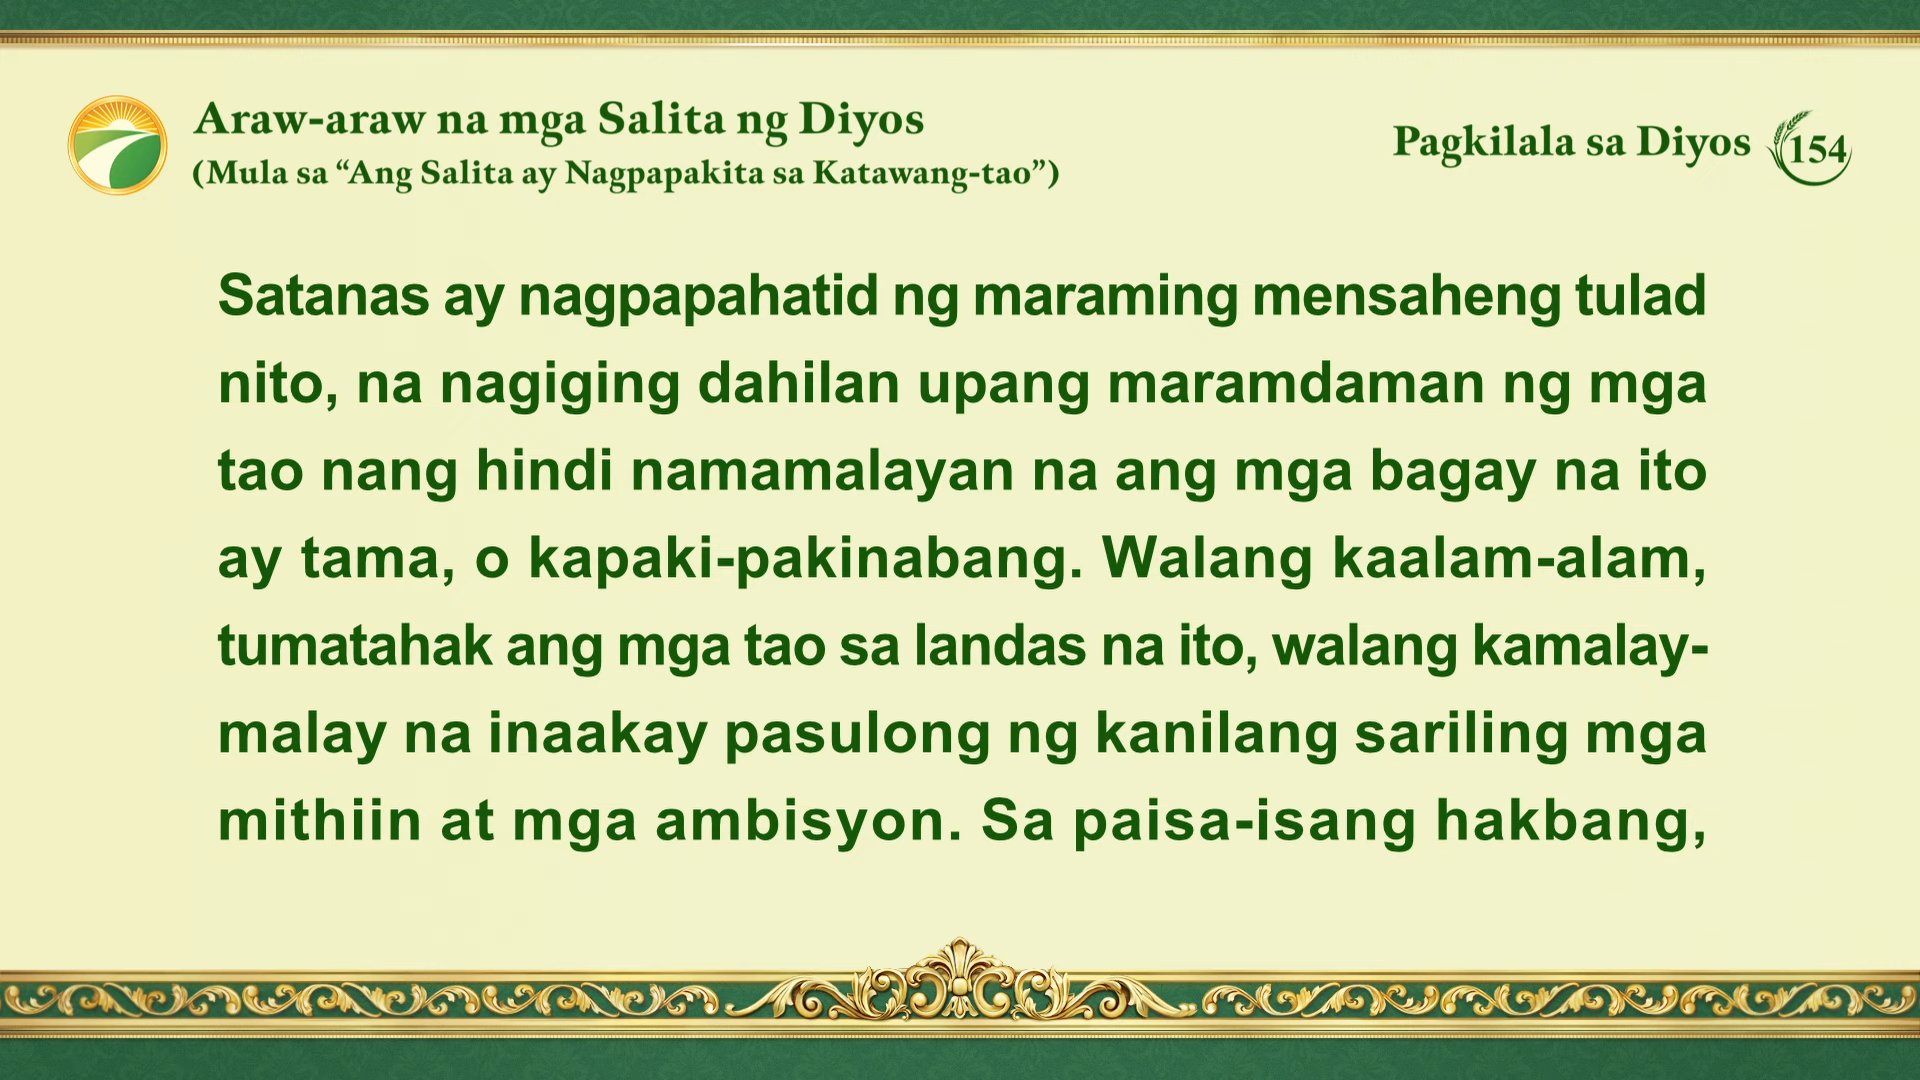 Araw-araw na mga Salita ng Diyos
(Mula sa “Ang Salita ay Nagpapakita sa Katawang-tao”)
Pagkilala sa Diyos 154
Satanas ay nagpapahatid ng maraming mensaheng tulad
nito, na nagiging dahilan upang maramdaman ng mga
tao nang hindi namamalayan na ang mga bagay na ito
ay tama, o kapaki-pakinabang. Walang kaalam-alam,
tumatahak ang mga tao sa landas na ito, walang kamalay-
malay na inaakay pasulong ng kanilang sariling mga
mithiin at mga ambisyon. Sa paisa-isang hakbang,